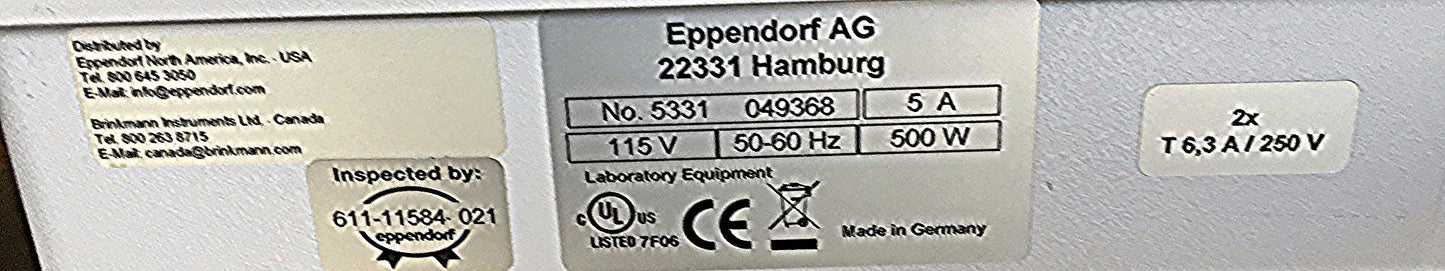 Distributed by
Eppendorf North America, Inc. - USA
Tel. 800 645 3050
E-Mail: info@eppendorf.com
Brinkmann Instruments Ltd. - Canada
Tel. 800 263 8715
E-Mail: canada@brinkmann.com
Inspected by:
611-11584- 021
eppendorf
Eppendorf AG
22331 Hamburg
No. 5331 049368 5 A
115 V 50-60 Hz 500 W
Laboratory Equipment
c UL US
LISTED 7F06
CE
Made in Germany
2x
T 6,3 A / 250 V